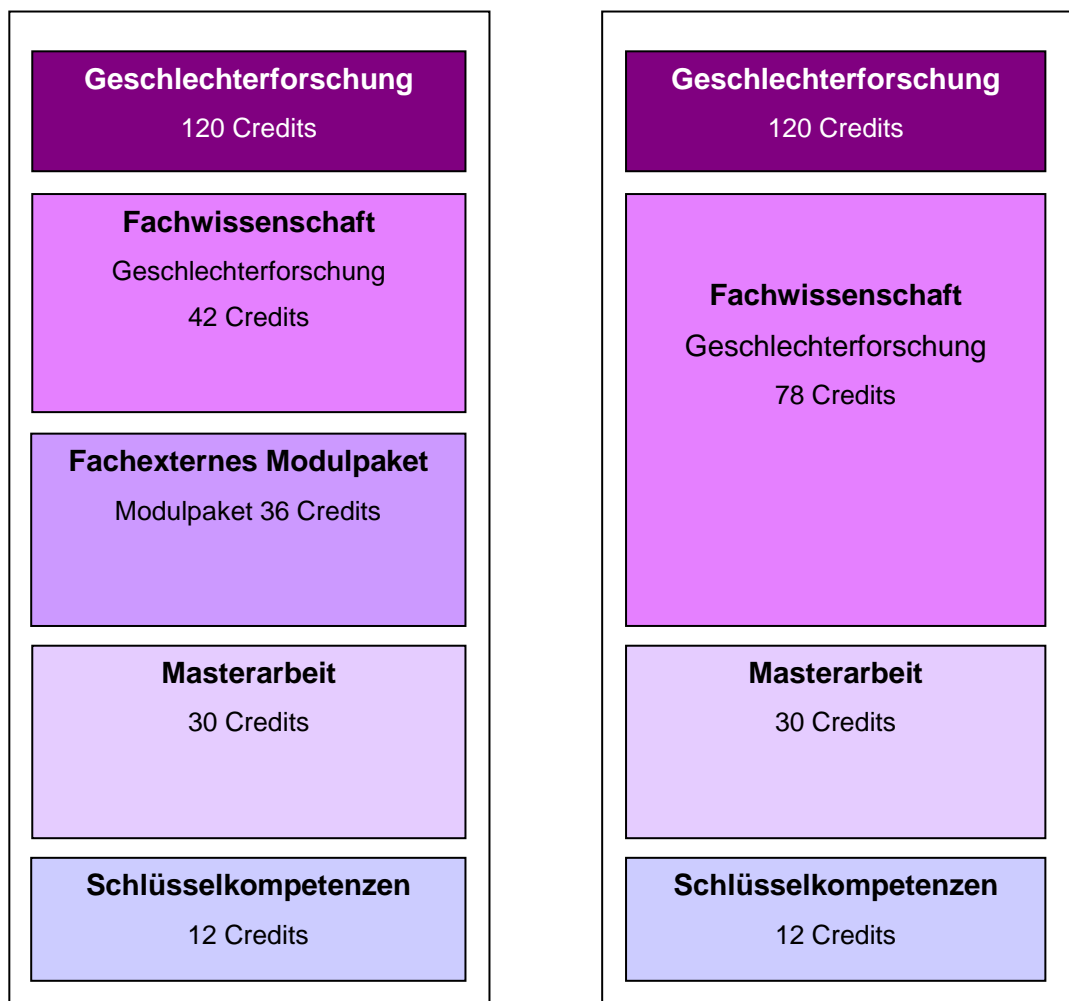 Geschlechterforschung
120 Credits
Fachwissenschaft
Geschlechterforschung
42 Credits
Fachexternes Modulpaket
Modulpaket 36 Credits
Masterarbeit
30 Credits
Schlüsselkompetenzen
12 Credits
Geschlechterforschung
120 Credits
Fachwissenschaft
Geschlechterforschung
78 Credits
Masterarbeit
30 Credits
Schlüsselkompetenzen
12 Credits